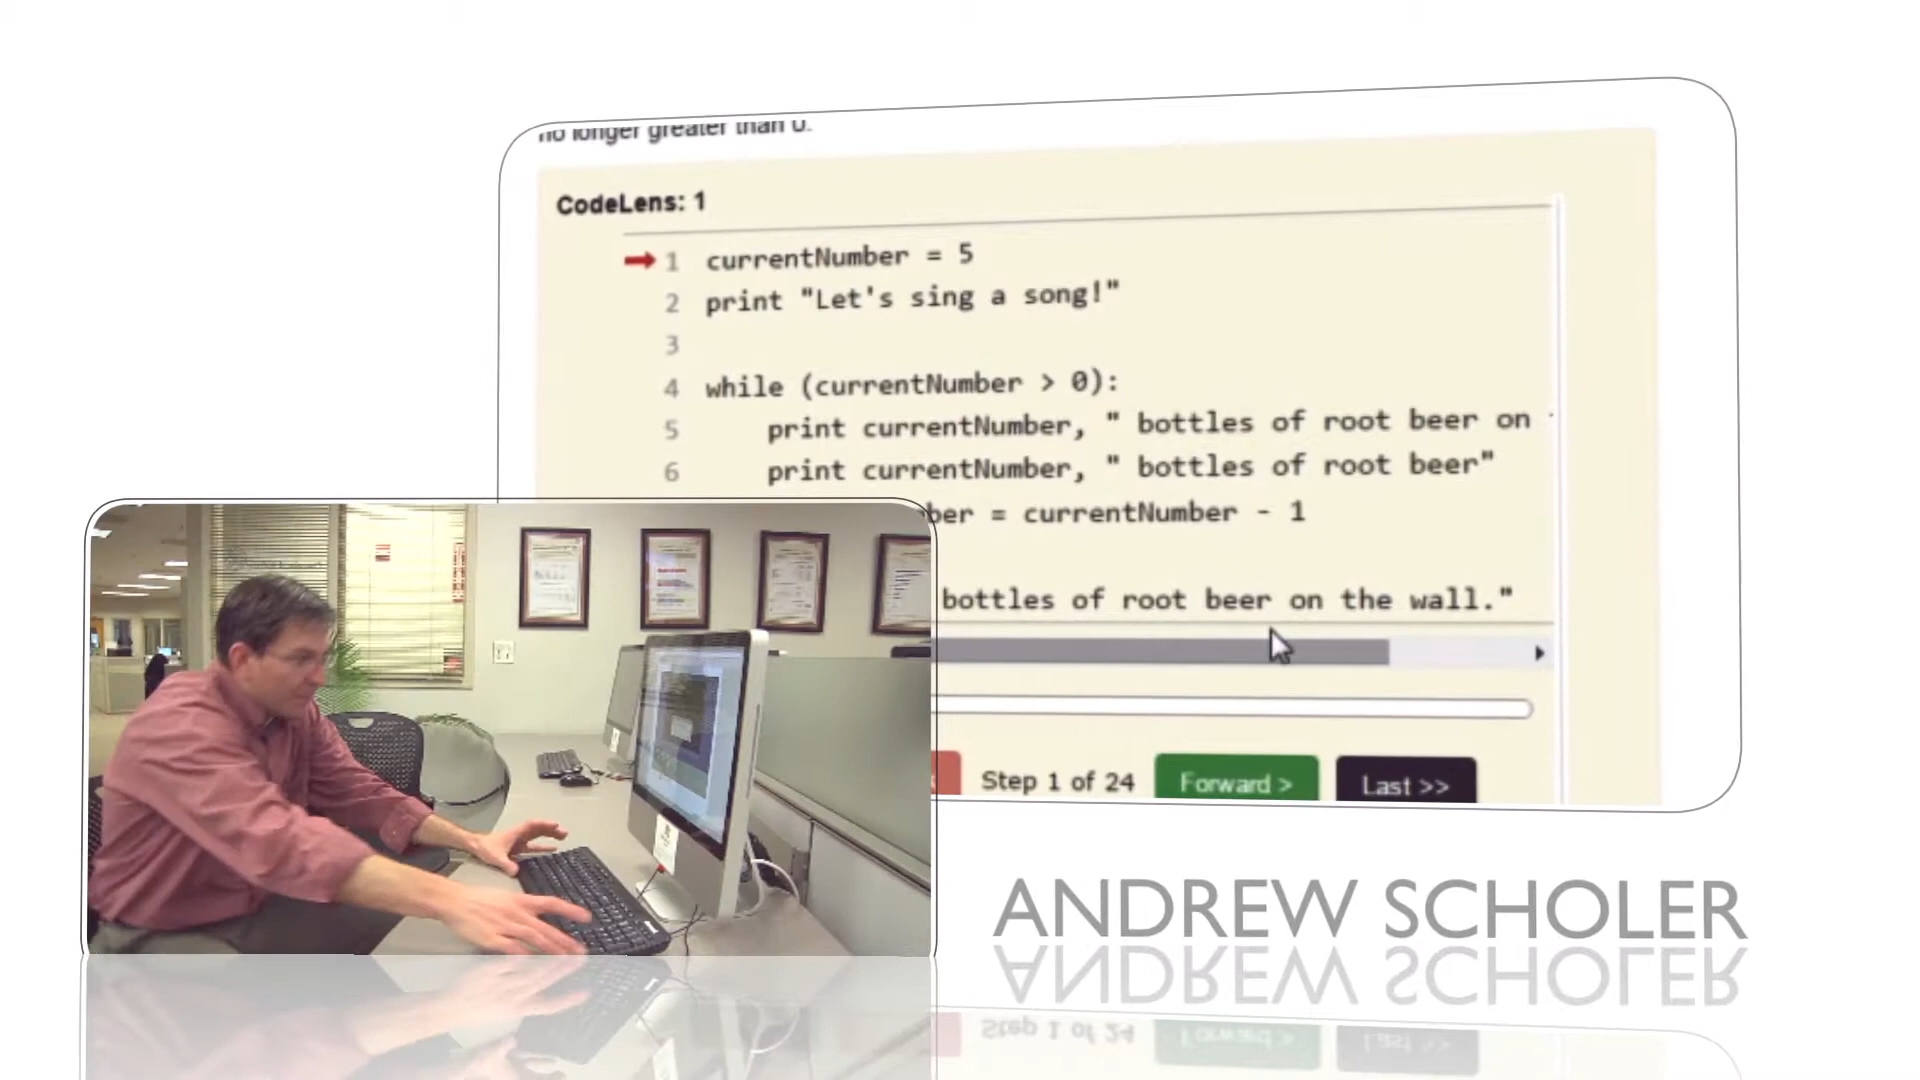 no longer greater than 0.
CodeLens: 1
1 currentNumber = 5
2 print "Let's sing a song!"
3
4 while (currentNumber > 0):
5 print currentNumber, " bottles of root beer on
6 print currentNumber, " bottles of root beer"
ber = currentNumber - 1
bottles of root beer on the wall."
Step 1 of 24 Forward > Last >>
ANDREW SCHOLER